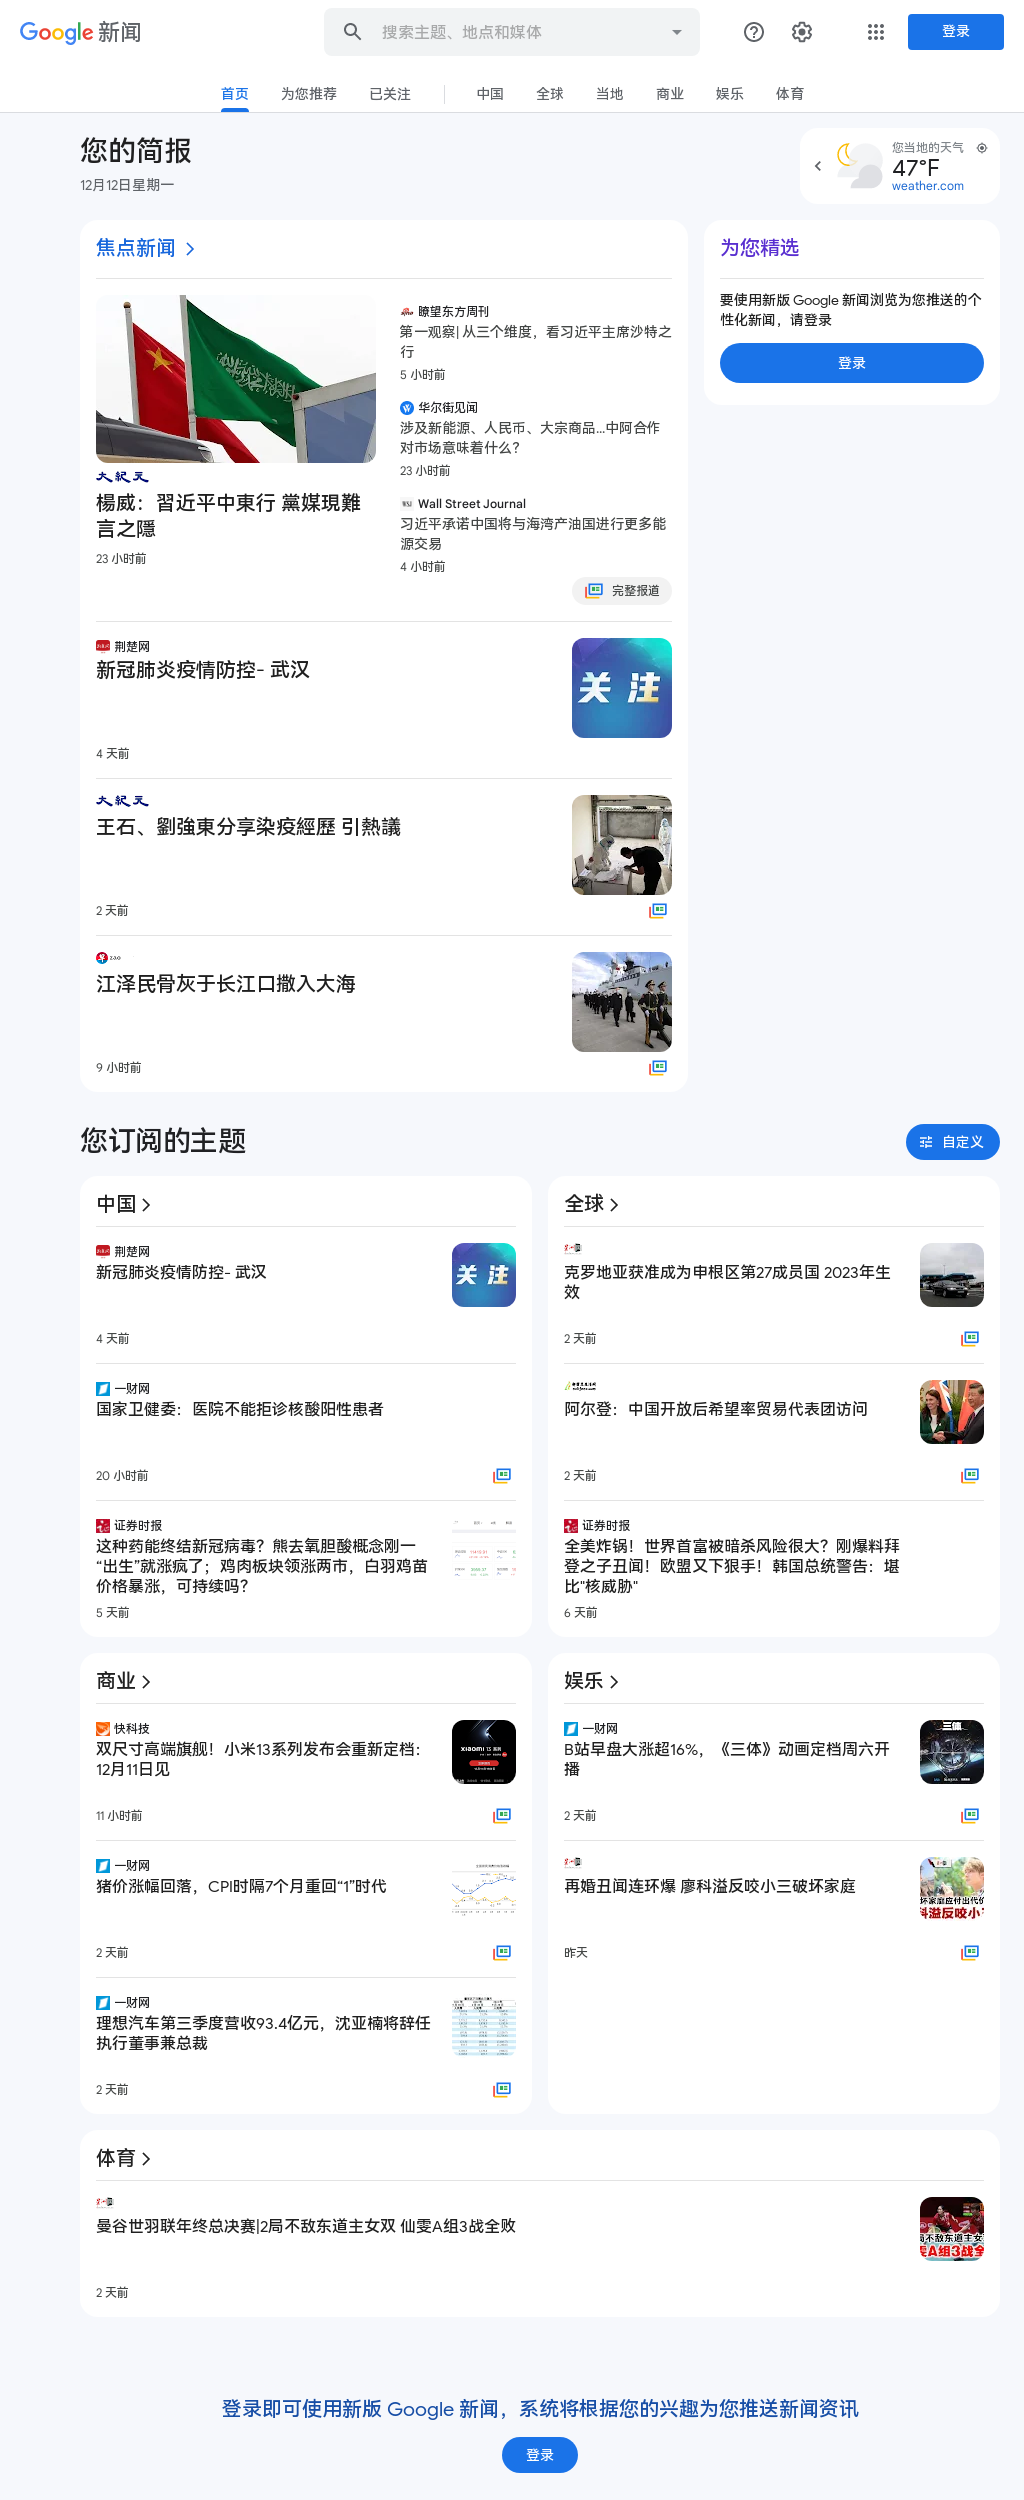 Google 新闻
搜索主题、地点和媒体
登录
首页
为您推荐
已关注
中国
全球
当地
商业
娱乐
体育
您的简报
12月12日星期一
您当地的天气
47°F
weather.com
焦点新闻
大紀元
楊威：習近平中東行 黨媒現難
言之隱
23 小时前
瞭望东方周刊
第一观察| 从三个维度，看习近平主席沙特之
行
5 小时前
华尔街见闻
涉及新能源、人民币、大宗商品...中阿合作
对市场意味着什么？
23 小时前
WSJ
Wall Street Journal
习近平承诺中国将与海湾产油国进行更多能
源交易
4 小时前
完整报道
为您精选
要使用新版 Google 新闻浏览为您推送的个
性化新闻，请登录
登录
荆楚网
新冠肺炎疫情防控- 武汉
关注
4 天前
大紀元
王石、劉強東分享染疫經歷 引熱議
2 天前
江泽民骨灰于长江口撒入大海
9 小时前
您订阅的主题
自定义
中国
荆楚网
新冠肺炎疫情防控- 武汉
关注
4 天前
一财网
国家卫健委：医院不能拒诊核酸阳性患者
20 小时前
证券时报
这种药能终结新冠病毒？熊去氧胆酸概念刚一
“出生”就涨疯了；鸡肉板块领涨两市，白羽鸡苗
价格暴涨，可持续吗？
5 天前
全球
克罗地亚获准成为申根区第27成员国 2023年生
效
2 天前
阿尔登：中国开放后希望率贸易代表团访问
2 天前
证券时报
全美炸锅！世界首富被暗杀风险很大？刚爆料拜
登之子丑闻！欧盟又下狠手！韩国总统警告：堪
比"核威胁"
6 天前
商业
快科技
双尺寸高端旗舰！小米13系列发布会重新定档：
12月11日见
XIAOMI 13 系列
11 小时前
一财网
猪价涨幅回落，CPI时隔7个月重回“1”时代
2 天前
一财网
理想汽车第三季度营收93.4亿元，沈亚楠将辞任
执行董事兼总裁
2 天前
娱乐
一财网
B站早盘大涨超16%，《三体》动画定档周六开
播
三体
2 天前
再婚丑闻连环爆 廖科溢反咬小三破坏家庭
坏家庭应付出代价
科溢反咬小三
昨天
体育
曼谷世羽联年终总决赛|2局不敌东道主女双 仙雯A组3战全败
局不敌东道主女
雯A组3战全
2 天前
登录即可使用新版 Google 新闻，系统将根据您的兴趣为您推送新闻资讯
登录